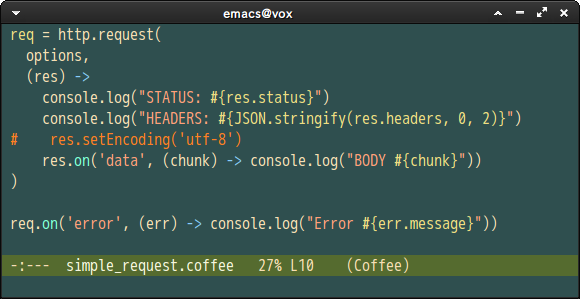 emacs@vox
req = http.request(
  options,
  (res) ->
    console.log("STATUS: #{res.status}")
    console.log("HEADERS: #{JSON.stringify(res.headers, 0, 2)}")
#    res.setEncoding('utf-8')
    res.on('data', (chunk) -> console.log("BODY #{chunk}"))
)
req.on('error', (err) -> console.log("Error #{err.message}"))
-:---  simple_request.coffee   27% L10    (Coffee)